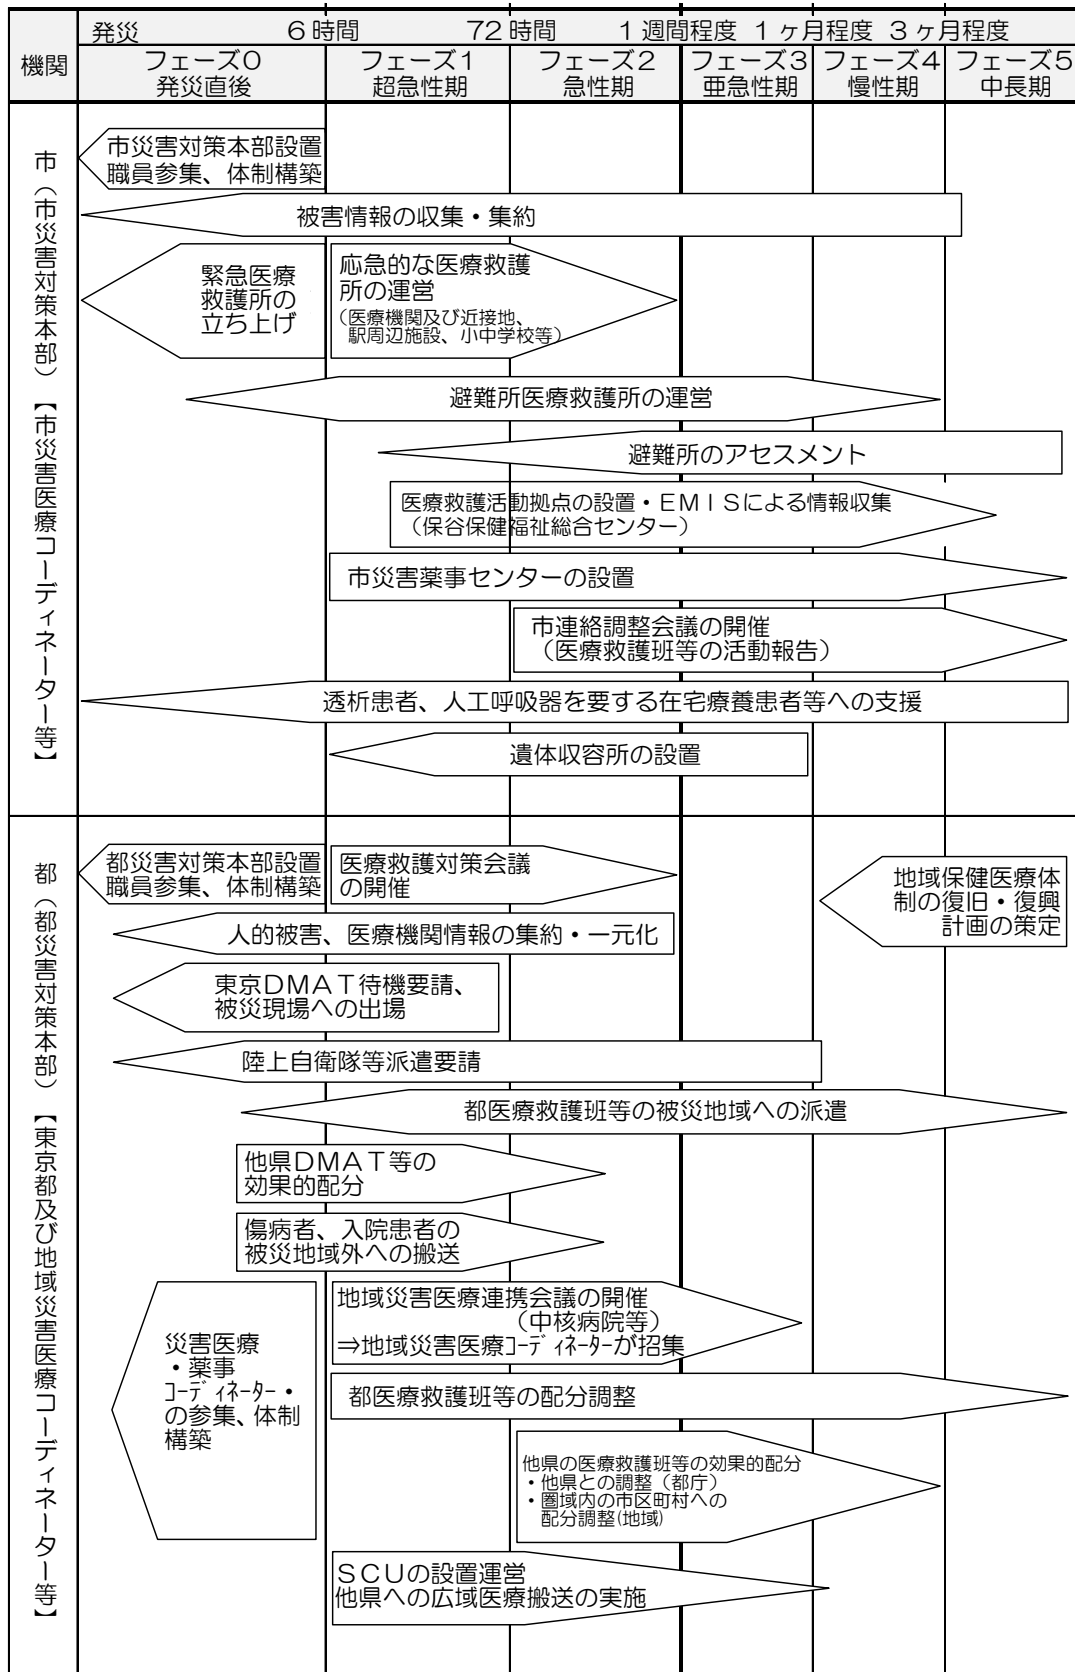 発災 6時間 72時間 1週間程度 1ヶ月程度 3ヶ月程度
機関
フェーズ0 フェーズ1 フェーズ2 フェーズ3 フェーズ4 フェーズ5
発災直後 超急性期 急性期 亜急性期 慢性期 中長期
市（市災害対策本部）【市災害医療コーディネーター等】
市災害対策本部設置
職員参集、体制構築
被害情報の収集・集約
緊急医療
救護所の
立ち上げ
応急的な医療救護
所の運営
（医療機関及び近接地、
駅周辺施設、小中学校等）
避難所医療救護所の運営
避難所のアセスメント
医療救護活動拠点の設置・EMISによる情報収集
（保谷保健福祉総合センター）
市災害薬事センターの設置
市連絡調整会議の開催
（医療救護班等の活動報告）
透析患者、人工呼吸器を要する在宅療養患者等への支援
遺体収容所の設置
都（都災害対策本部）【東京都及び地域災害医療コーディネーター等】
都災害対策本部設置
職員参集、体制構築
医療救護対策会議
の開催
地域保健医療体
制の復旧・復興
計画の策定
人的被害、医療機関情報の集約・一元化
東京DMAT待機要請、
被災現場への出場
陸上自衛隊等派遣要請
都医療救護班等の被災地域への派遣
他県DMAT等の
効果的配分
傷病者、入院患者の
被災地域外への搬送
災害医療
・薬事
ｺｰﾃﾞｨﾈｰﾀｰ・
の参集、体制
構築
地域災害医療連携会議の開催
（中核病院等）
⇒地域災害医療ｺｰﾃﾞｨﾈｰﾀｰが招集
都医療救護班等の配分調整
他県の医療救護班等の効果的配分
・他県との調整（都庁）
・圏域内の市区町村への
配分調整(地域)
SCUの設置運営
他県への広域医療搬送の実施